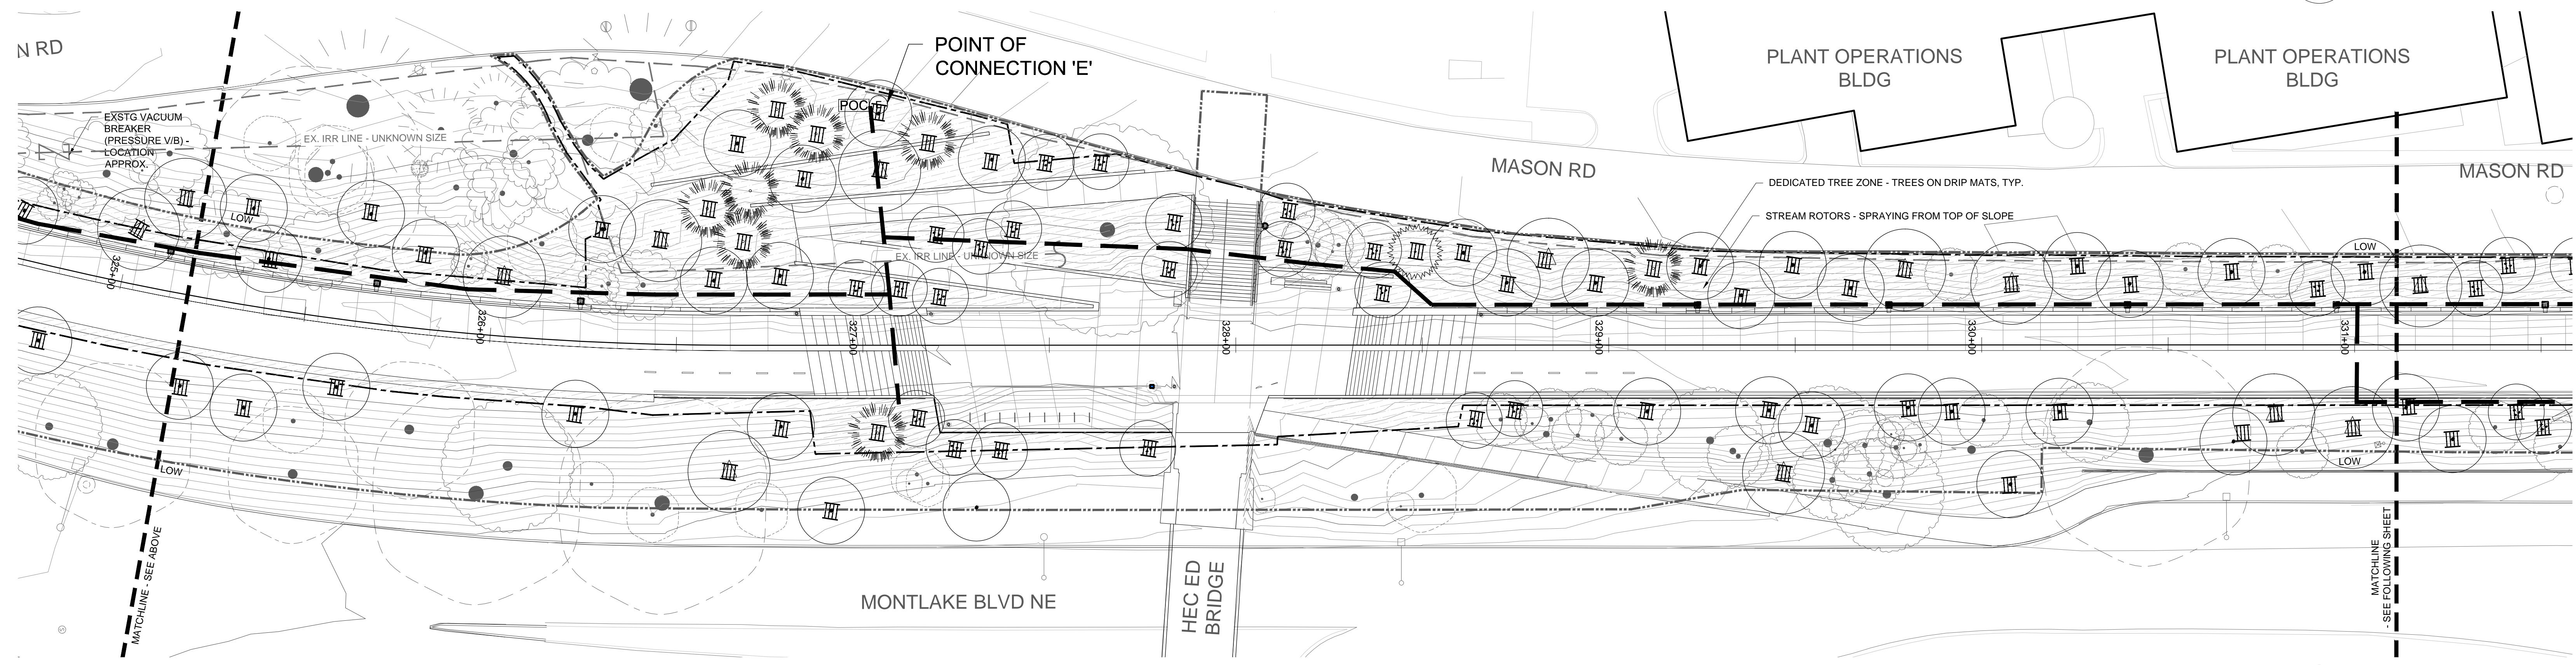 N RD
POINT OF
CONNECTION 'E'
PLANT OPERATIONS
BLDG
PLANT OPERATIONS
BLDG
EXSTG VACUUM
BREAKER
(PRESSURE V/B) -
LOCATION
APPROX.
EX. IRR LINE - UNKNOWN SIZE
MASON RD
MASON RD
DEDICATED TREE ZONE - TREES ON DRIP MATS, TYP.
STREAM ROTORS - SPRAYING FROM TOP OF SLOPE
LOW
LOW
EX. IRR LINE - UNKNOWN SIZE
325+00
326+00
327+00
328+00
329+00
330+00
331+00
LOW
LOW
MATCHLINE - SEE ABOVE
MATCHLINE
- SEE FOLLOWING SHEET
MONTLAKE BLVD NE
HEC ED
BRIDGE